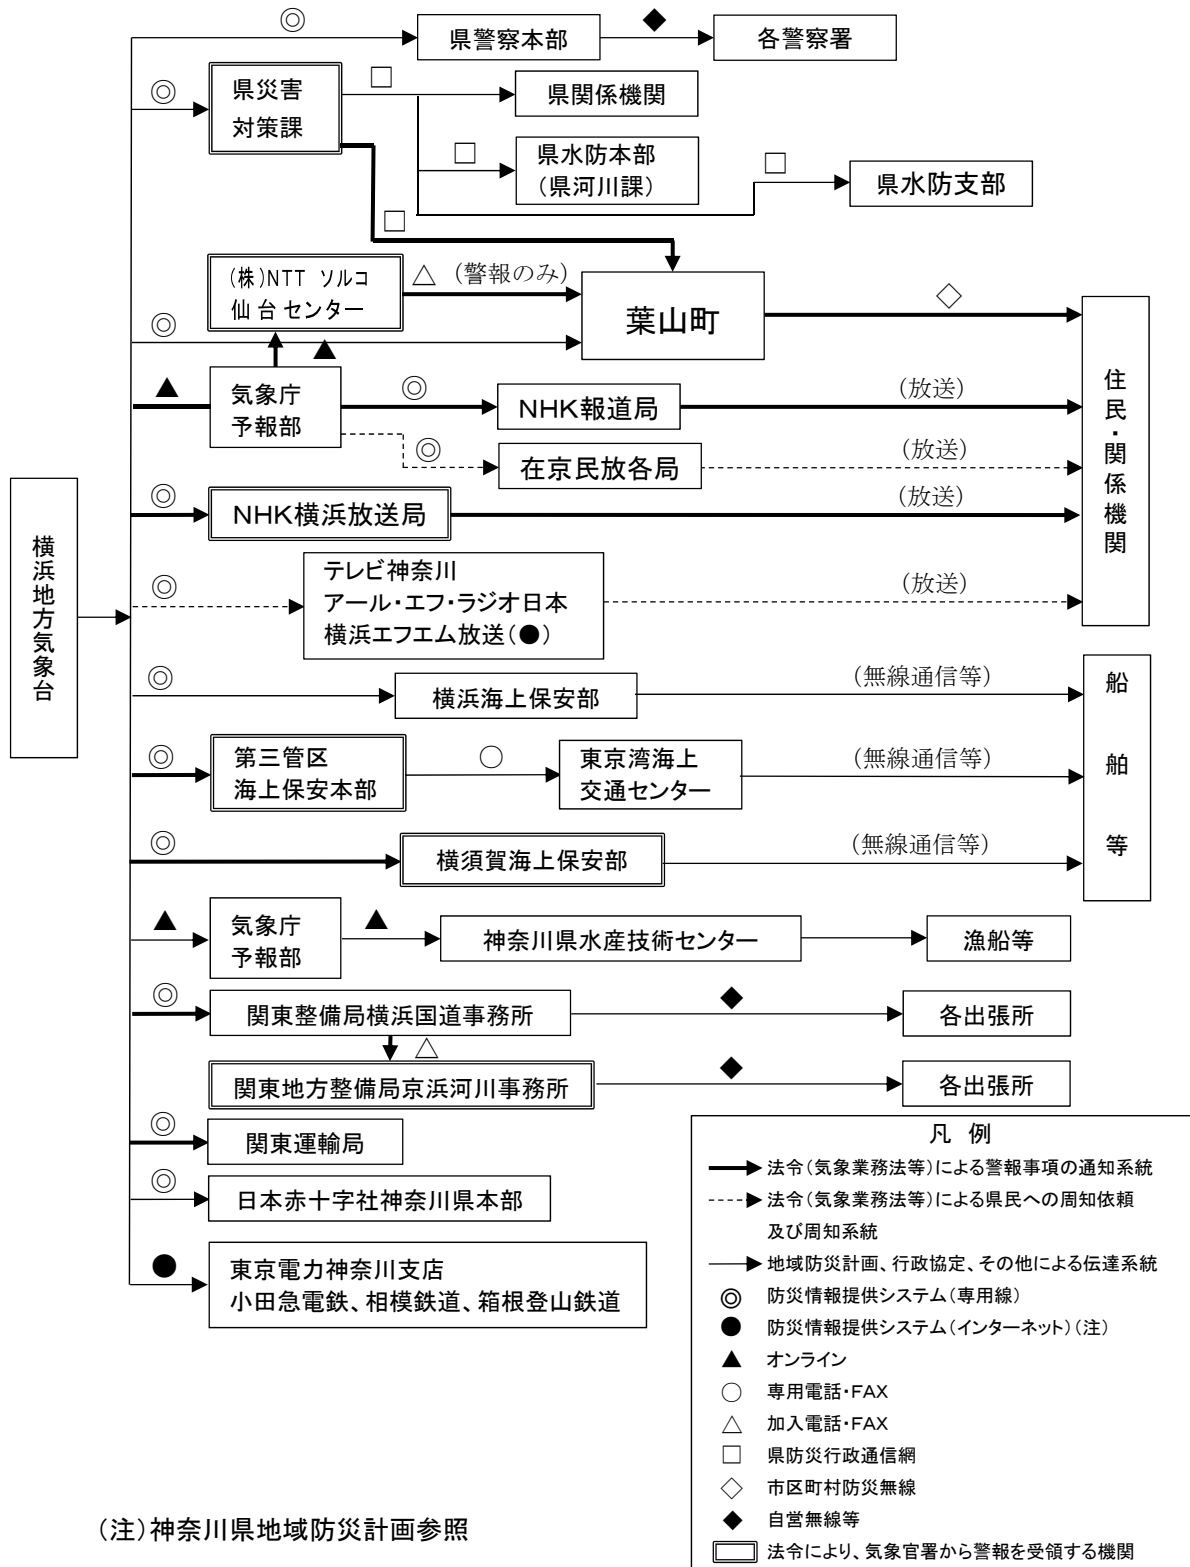 ◎
県警察本部
◆
各警察署
◎
県災害
対策課
□
県関係機関
□
県水防本部
(県河川課)
□
県水防支部
□
(株)NTT ソルコ
仙台センター
△ (警報のみ)
葉山町
◇
◎
▲
▲
気象庁
予報部
◎
NHK報道局
(放送)
◎
在京民放各局
(放送)
◎
NHK横浜放送局
(放送)
住民・関係機関
横浜地方気象台
◎
テレビ神奈川
アール・エフ・ラジオ日本
横浜エフエム放送(●)
(放送)
◎
横浜海上保安部
(無線通信等)
◎
第三管区
海上保安本部
○
東京湾海上
交通センター
(無線通信等)
◎
横須賀海上保安部
(無線通信等)
船舶等
▲
気象庁
予報部
▲
神奈川県水産技術センター
漁船等
◎
関東整備局横浜国道事務所
◆
各出張所
△
関東地方整備局京浜河川事務所
◆
各出張所
◎
関東運輸局
◎
日本赤十字社神奈川県本部
●
東京電力神奈川支店
小田急電鉄、相模鉄道、箱根登山鉄道
凡 例
法令(気象業務法等)による警報事項の通知系統
法令(気象業務法等)による県民への周知依頼
及び周知系統
地域防災計画、行政協定、その他による伝達系統
◎ 防災情報提供システム(専用線)
● 防災情報提供システム(インターネット)(注)
▲ オンライン
○ 専用電話・FAX
△ 加入電話・FAX
□ 県防災行政通信網
◇ 市区町村防災無線
◆ 自営無線等
法令により、気象官署から警報を受領する機関
(注)神奈川県地域防災計画参照